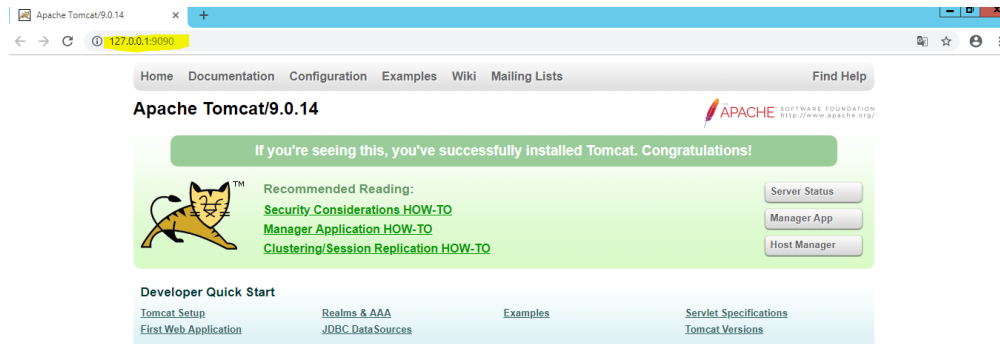 Apache Tomcat/9.0.14
127.0.0.1:9090
Home Documentation Configuration Examples Wiki Mailing Lists Find Help
Apache Tomcat/9.0.14
APACHE SOFTWARE FOUNDATION
http://www.apache.org/
If you're seeing this, you've successfully installed Tomcat. Congratulations!
TM
Recommended Reading:
Security Considerations HOW-TO
Manager Application HOW-TO
Clustering/Session Replication HOW-TO
Server Status
Manager App
Host Manager
Developer Quick Start
Tomcat Setup
First Web Application
Realms & AAA
JDBC DataSources
Examples
Servlet Specifications
Tomcat Versions